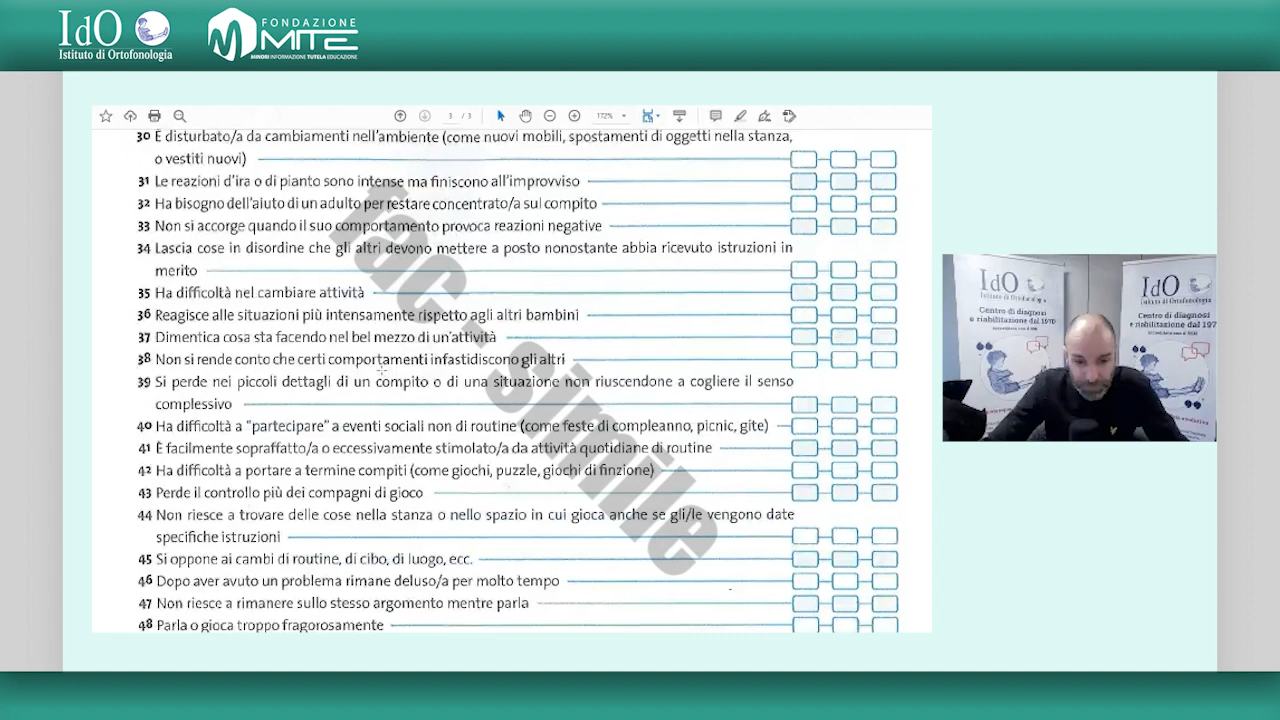 IdO
Istituto di Ortofonologia
FONDAZIONE
MITE
MINORI INFORMAZIONE TUTELA EDUCAZIONE
3 / 3
172%
30 È disturbato/a da cambiamenti nell'ambiente (come nuovi mobili, spostamenti di oggetti nella stanza,
o vestiti nuovi)
31 Le reazioni d'ira o di pianto sono intense ma finiscono all'improvviso
32 Ha bisogno dell'aiuto di un adulto per restare concentrato/a sul compito
33 Non si accorge quando il suo comportamento provoca reazioni negative
34 Lascia cose in disordine che gli altri devono mettere a posto nonostante abbia ricevuto istruzioni in
merito
35 Ha difficoltà nel cambiare attività
36 Reagisce alle situazioni più intensamente rispetto agli altri bambini
37 Dimentica cosa sta facendo nel bel mezzo di un'attività
38 Non si rende conto che certi comportamenti infastidiscono gli altri
39 Si perde nei piccoli dettagli di un compito o di una situazione non riuscendo a cogliere il senso
complessivo
40 Ha difficoltà a "partecipare" a eventi sociali non di routine (come feste di compleanno, picnic, gite)
41 È facilmente sopraffatto/a o eccessivamente stimolato/a da attività quotidiane di routine
42 Ha difficoltà a portare a termine compiti (come giochi, puzzle, giochi di finzione)
43 Perde il controllo più dei compagni di gioco
44 Non riesce a trovare delle cose nella stanza o nello spazio in cui gioca anche se gli/le vengono date
specifiche istruzioni
45 Si oppone ai cambi di routine, di cibo, di luogo, ecc.
46 Dopo aver avuto un problema rimane deluso/a per molto tempo
47 Non riesce a rimanere sullo stesso argomento mentre parla
48 Parla o gioca troppo fragorosamente
fac-simile
IdO
Istituto di Ortofonologia
Centro di diagnosi
e riabilitazione dal 1970
IdO
Istituto di Ortofonologia
Centro di diagnosi
e riabilitazione dal 197